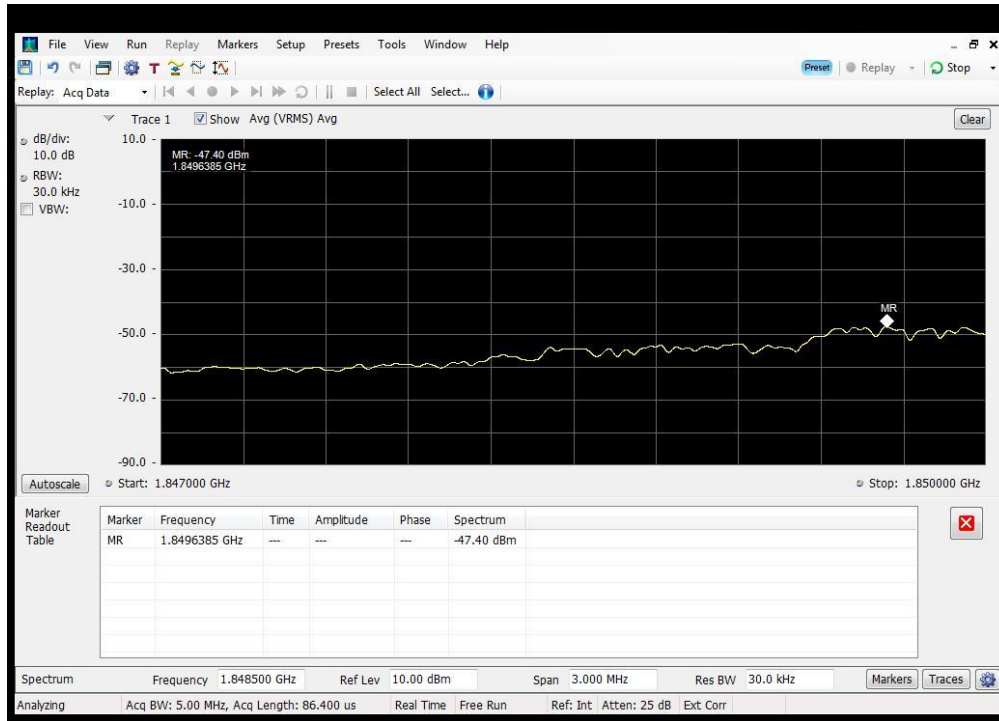 File View Run Replay Markers Setup Presets Tools Window Help
T Preset Replay Stop
Replay: Acq Data Select All Select...
Trace 1 Show Avg (VRMS) Avg Clear
dB/div:
10.0 dB
RBW:
30.0 kHz
VBW:
10.0
-10.0
-30.0
-50.0
-70.0
-90.0
MR: -47.40 dBm
1.8496385 GHz
MR
Autoscale Start: 1.847000 GHz Stop: 1.850000 GHz
Marker
Readout
Table
Marker Frequency Time Amplitude Phase Spectrum
MR 1.8496385 GHz --- --- --- -47.40 dBm
Spectrum Frequency 1.848500 GHz Ref Lev 10.00 dBm Span 3.000 MHz Res BW 30.0 kHz Markers Traces
Analyzing Acq BW: 5.00 MHz, Acq Length: 86.400 us Real Time Free Run Ref: Int Atten: 25 dB Ext Corr